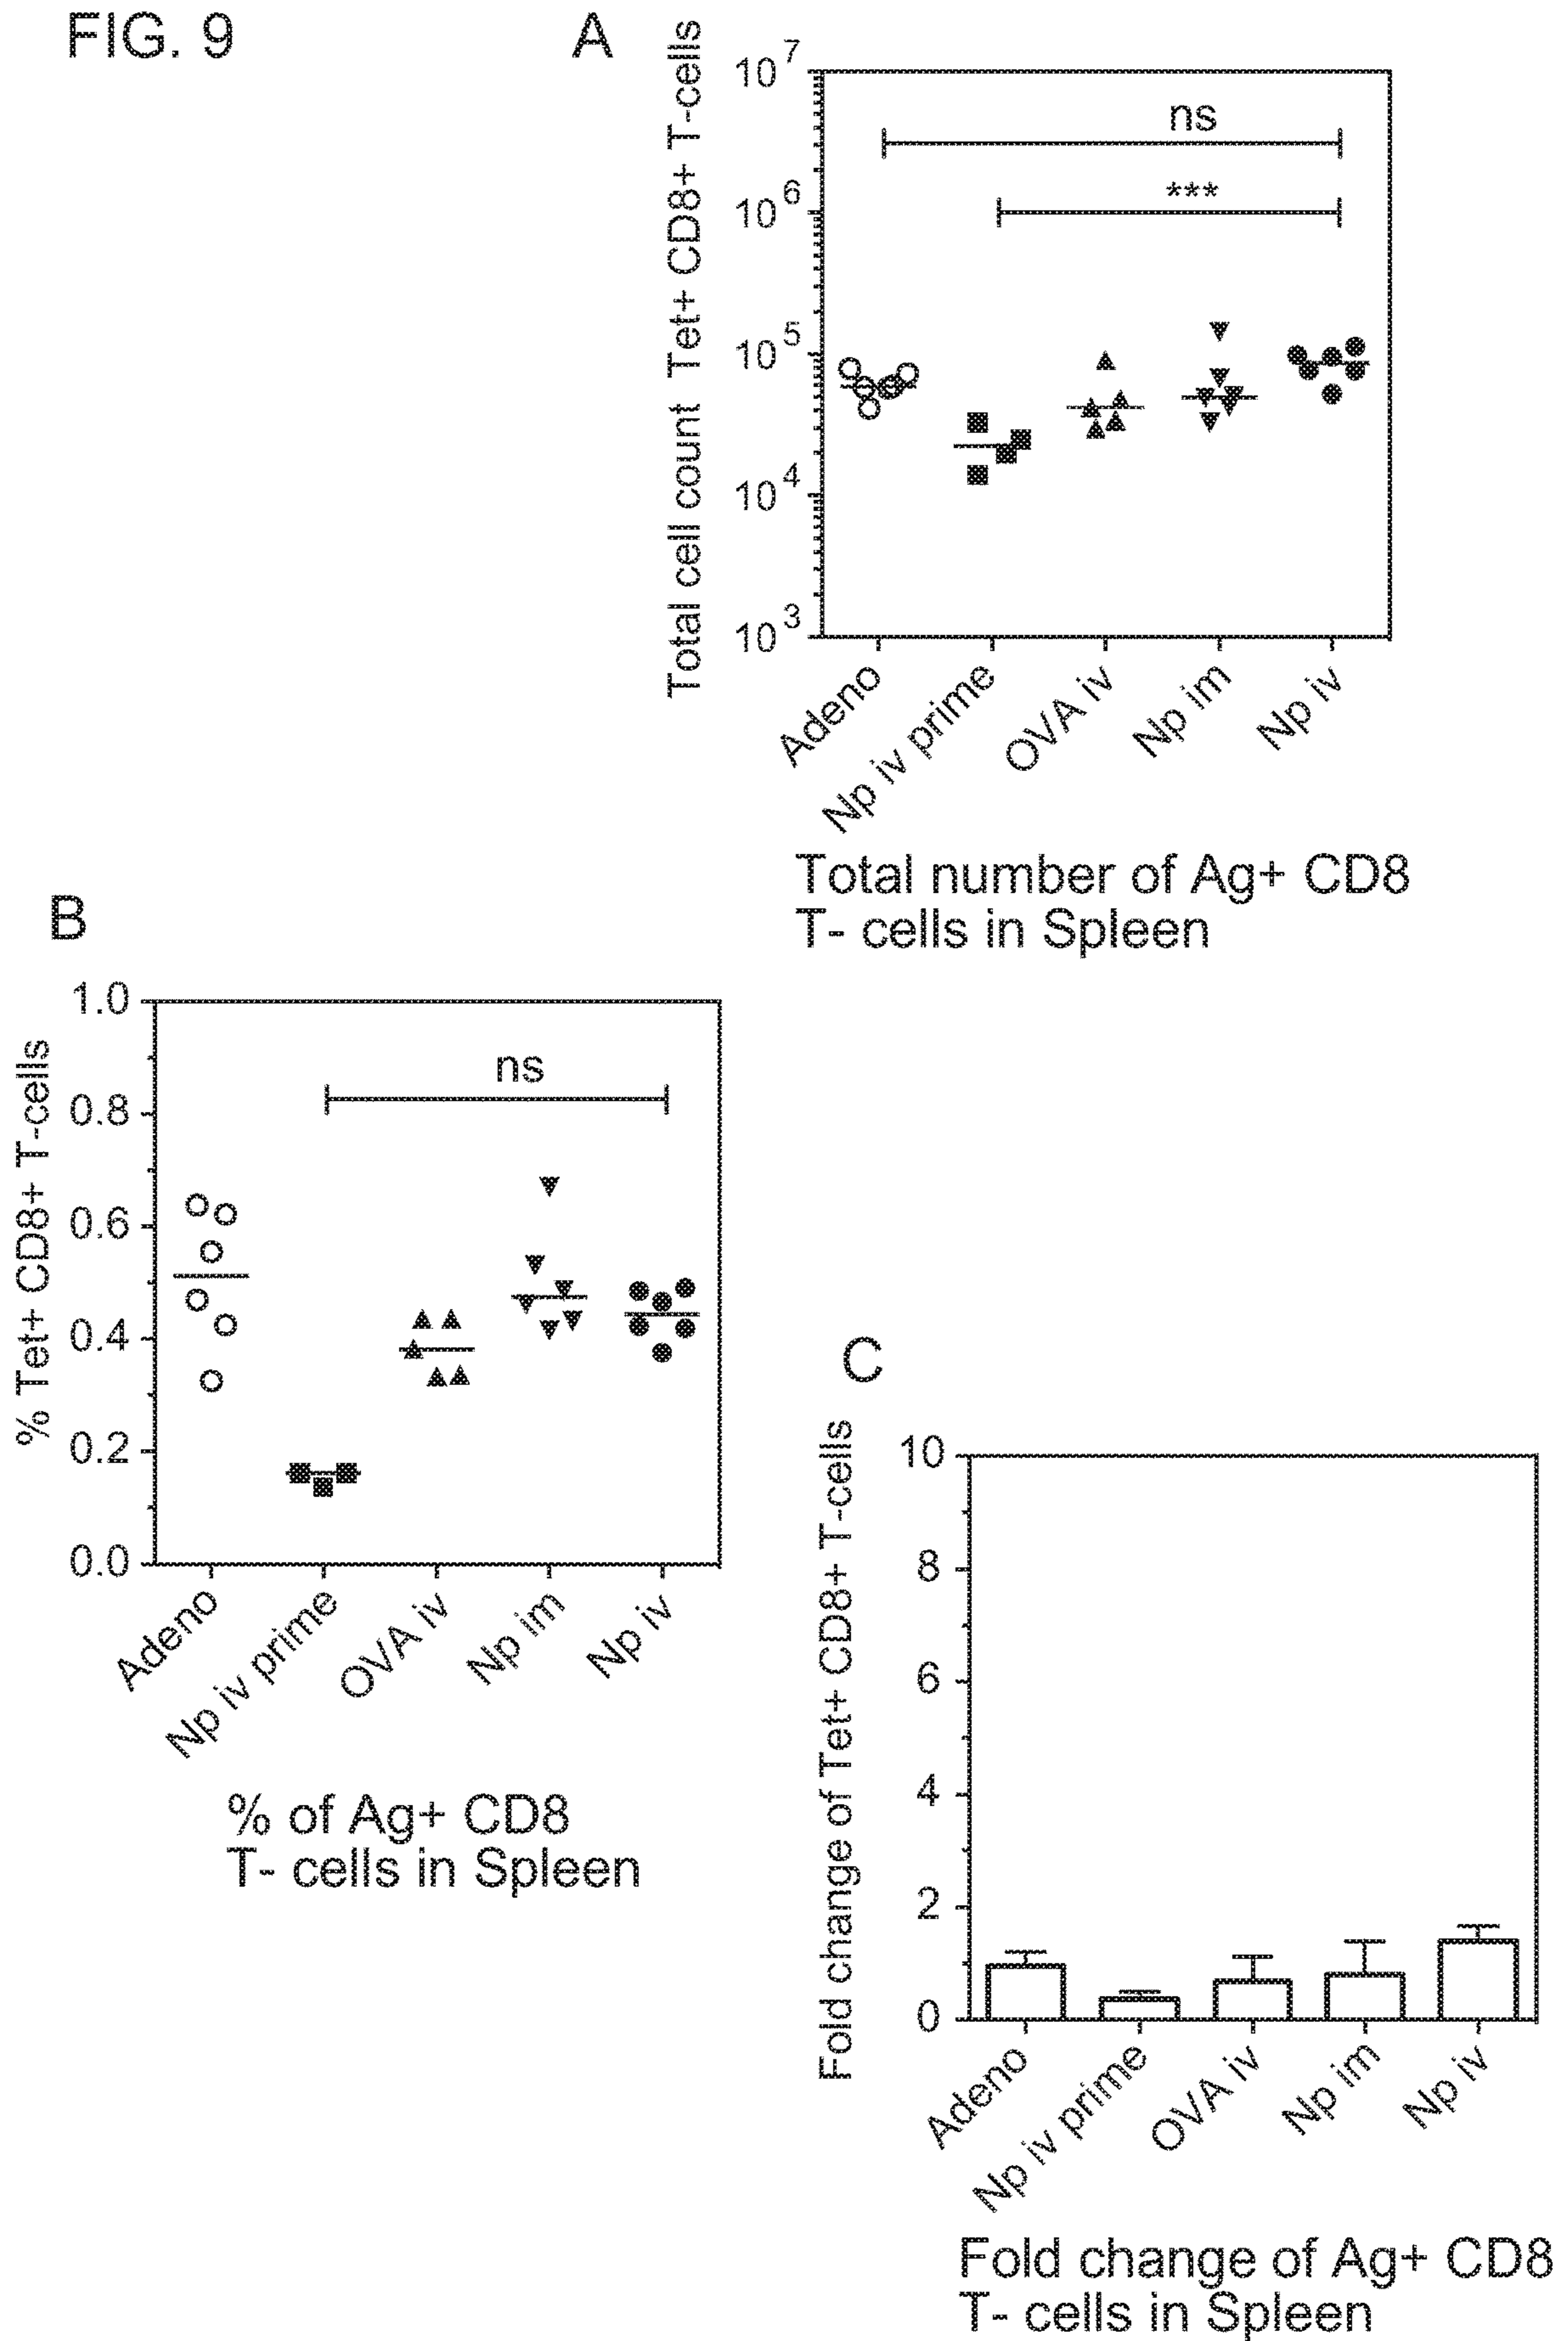 FIG. 9
A
Total cell count Tet+ CD8+ T-cells
10 7
10 6
10 5
10 4
10 3
ns
***
Adeno
Np iv prime
OVA iv
Np im
Np iv
Total number of Ag+ CD8
T- cells in Spleen
B
% Tet+ CD8+ T-cells
1.0
0.8
0.6
0.4
0.2
0.0
ns
Adeno
Np iv prime
OVA iv
Np im
Np iv
% of Ag+ CD8
T- cells in Spleen
C
Fold change of Tet+ CD8+ T-cells
10
8
6
4
2
0
Adeno
Np iv prime
OVA iv
Np im
Np iv
Fold change of Ag+ CD8
T- cells in Spleen